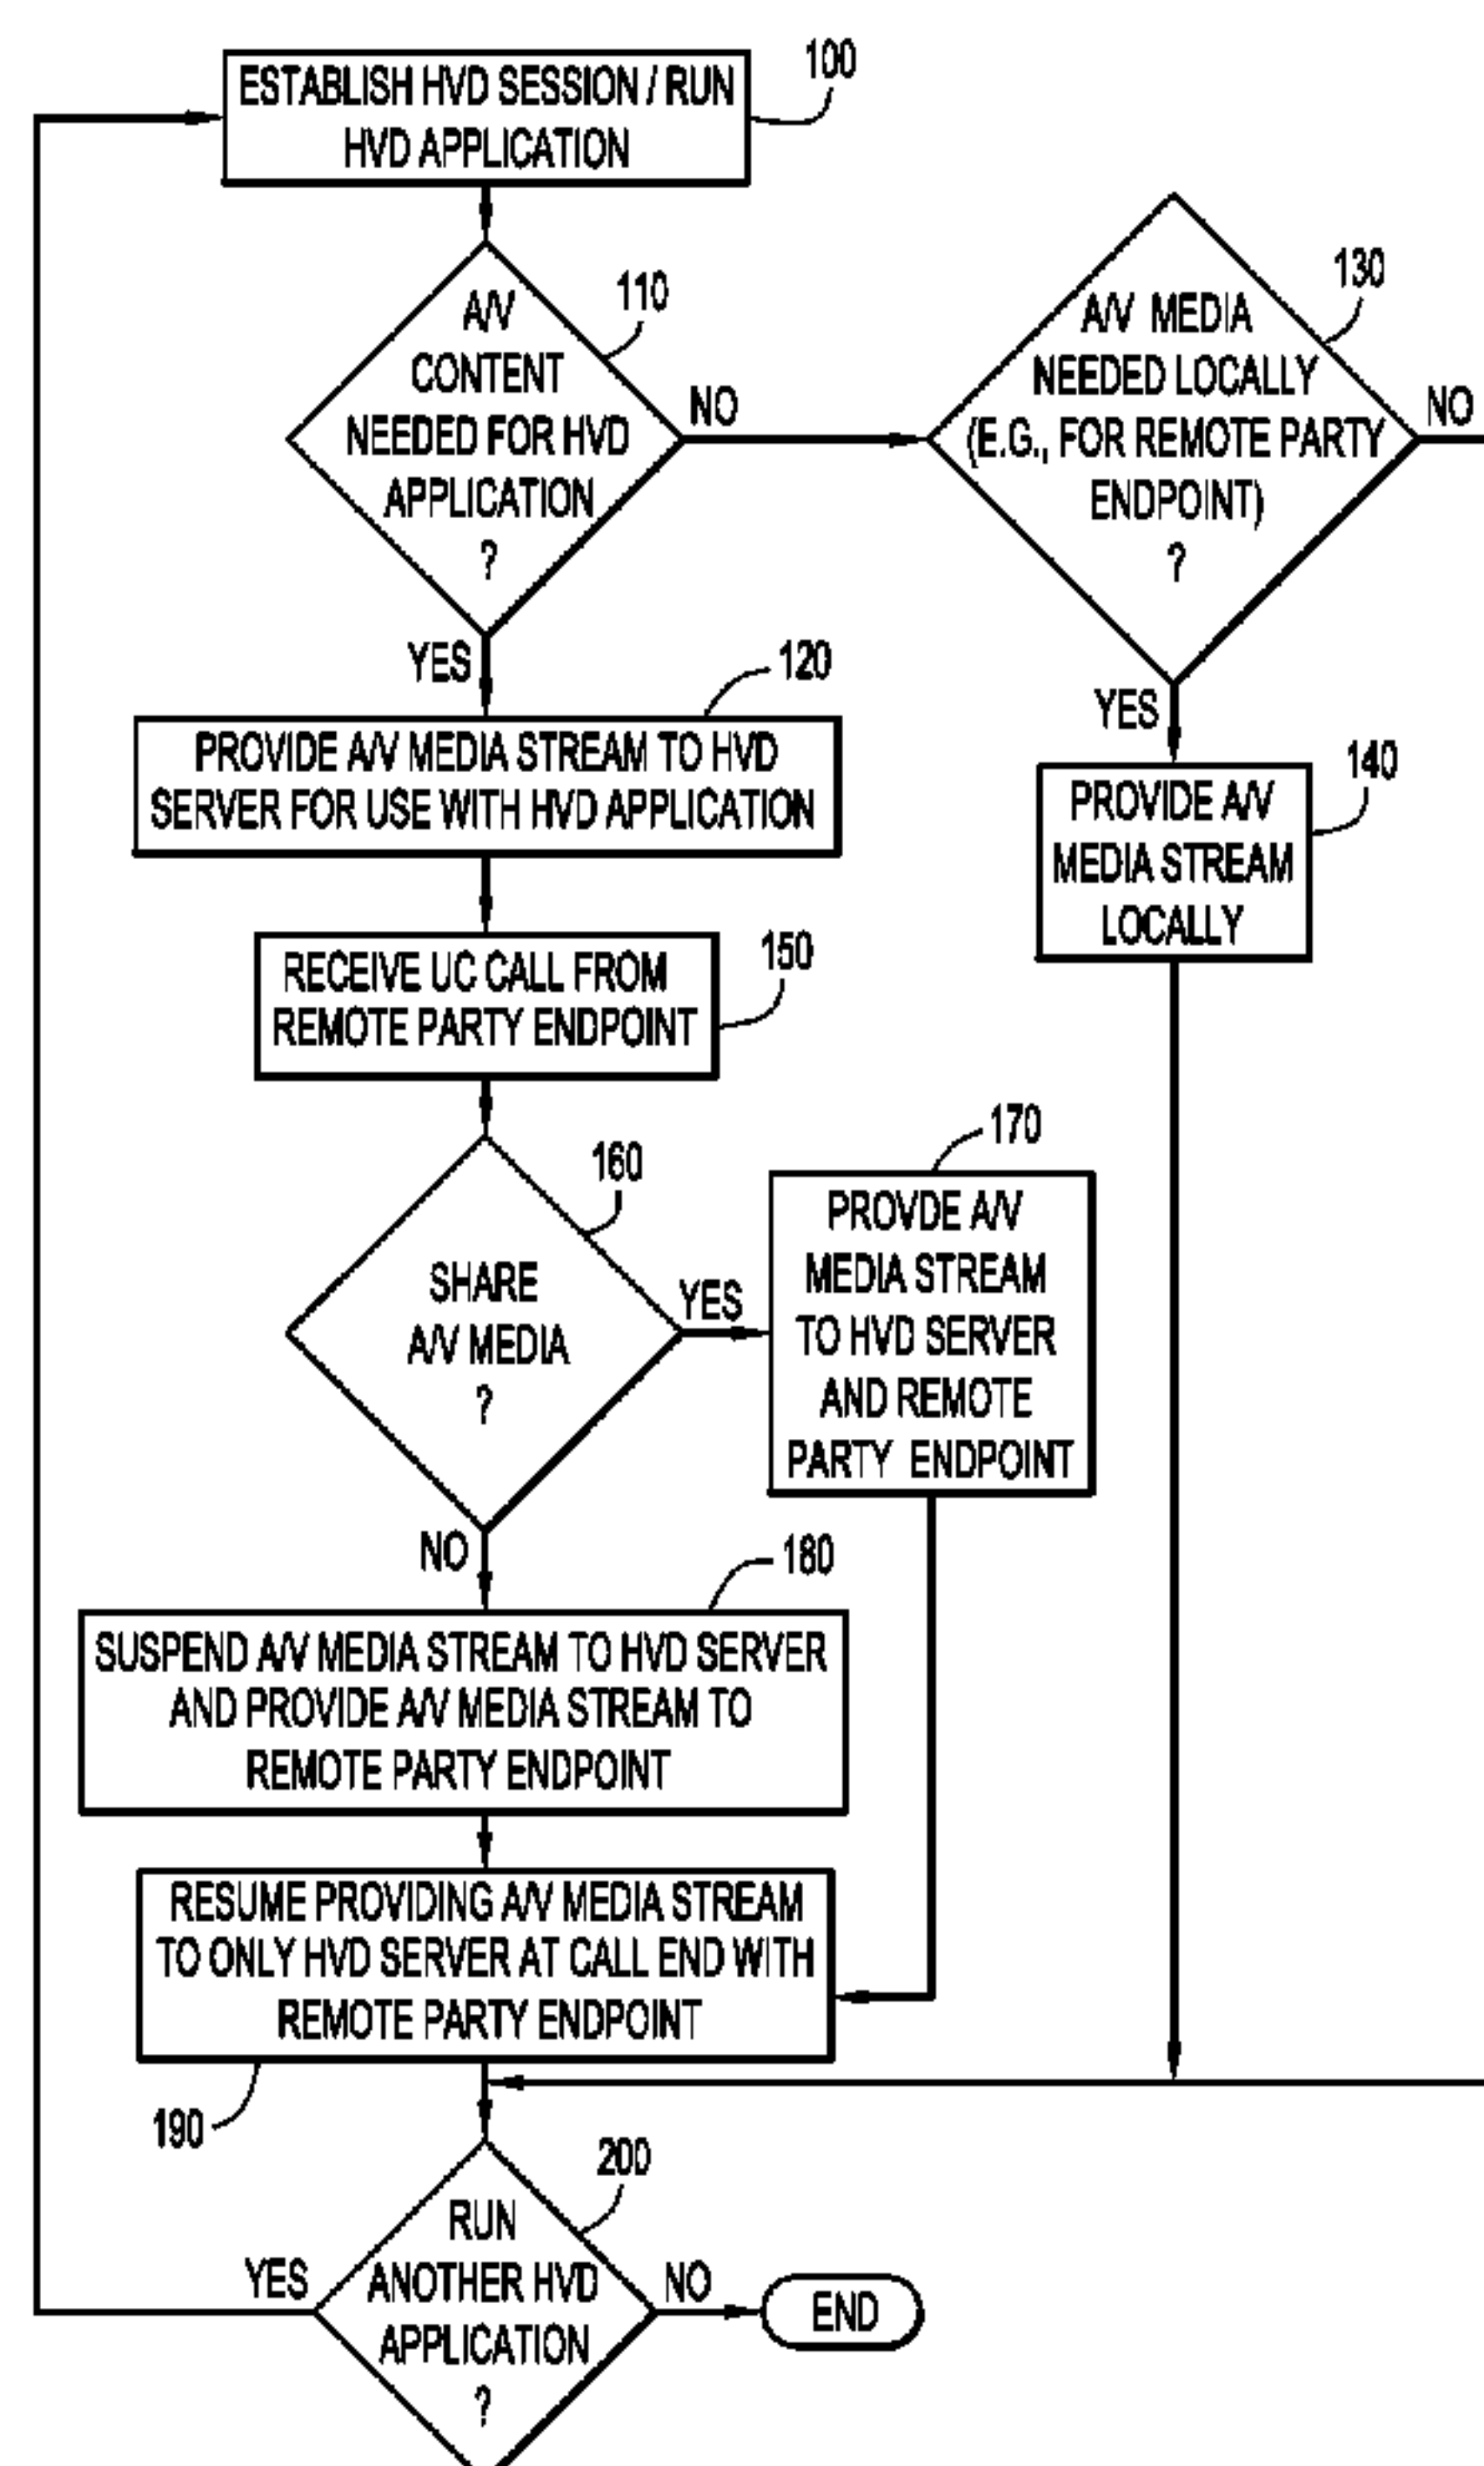 100
ESTABLISH HVD SESSION / RUN
HVD APPLICATION
110
A/V
CONTENT
NEEDED FOR HVD
APPLICATION
?
NO
YES
130
A/V MEDIA
NEEDED LOCALLY
(E.G., FOR REMOTE PARTY
ENDPOINT)
?
NO
YES
120
PROVIDE A/V MEDIA STREAM TO HVD
SERVER FOR USE WITH HVD APPLICATION
140
PROVIDE A/V
MEDIA STREAM
LOCALLY
150
RECEIVE UC CALL FROM
REMOTE PARTY ENDPOINT
160
SHARE
A/V MEDIA
?
YES
NO
170
PROVDE A/V
MEDIA STREAM
TO HVD SERVER
AND REMOTE
PARTY ENDPOINT
180
SUSPEND A/V MEDIA STREAM TO HVD SERVER
AND PROVIDE A/V MEDIA STREAM TO
REMOTE PARTY ENDPOINT
RESUME PROVIDING A/V MEDIA STREAM
TO ONLY HVD SERVER AT CALL END WITH
REMOTE PARTY ENDPOINT
190
200
RUN
ANOTHER HVD
APPLICATION
?
YES
NO
END